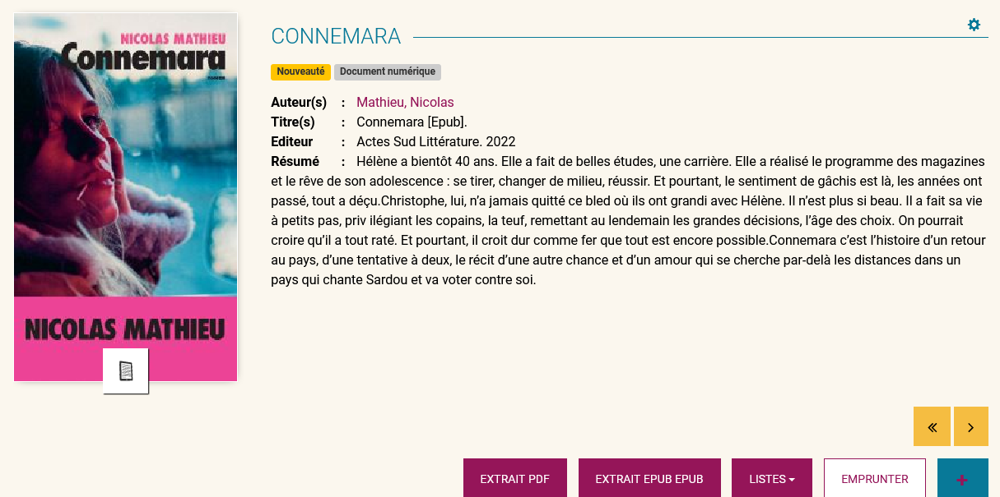 NICOLAS MATHIEU
Connemara
NICOLAS MATHIEU
CONNEMARA
Nouveauté Document numérique
Auteur(s) : Mathieu, Nicolas
Titre(s) : Connemara [Epub].
Editeur : Actes Sud Littérature. 2022
Résumé : Hélène a bientôt 40 ans. Elle a fait de belles études, une carrière. Elle a réalisé le programme des magazines
et le rêve de son adolescence : se tirer, changer de milieu, réussir. Et pourtant, le sentiment de gâchis est là, les années ont
passé, tout a déçu.Christophe, lui, n’a jamais quitté ce bled où ils ont grandi avec Hélène. Il n’est plus si beau. Il a fait sa vie
à petits pas, priv ilégiant les copains, la teuf, remettant au lendemain les grandes décisions, l’âge des choix. On pourrait
croire qu’il a tout raté. Et pourtant, il croit dur comme fer que tout est encore possible.Connemara c’est l’histoire d’un retour
au pays, d’une tentative à deux, le récit d’une autre chance et d’un amour qui se cherche par-delà les distances dans un
pays qui chante Sardou et va voter contre soi.
EXTRAIT PDF EXTRAIT EPUB EPUB LISTES EMPRUNTER +